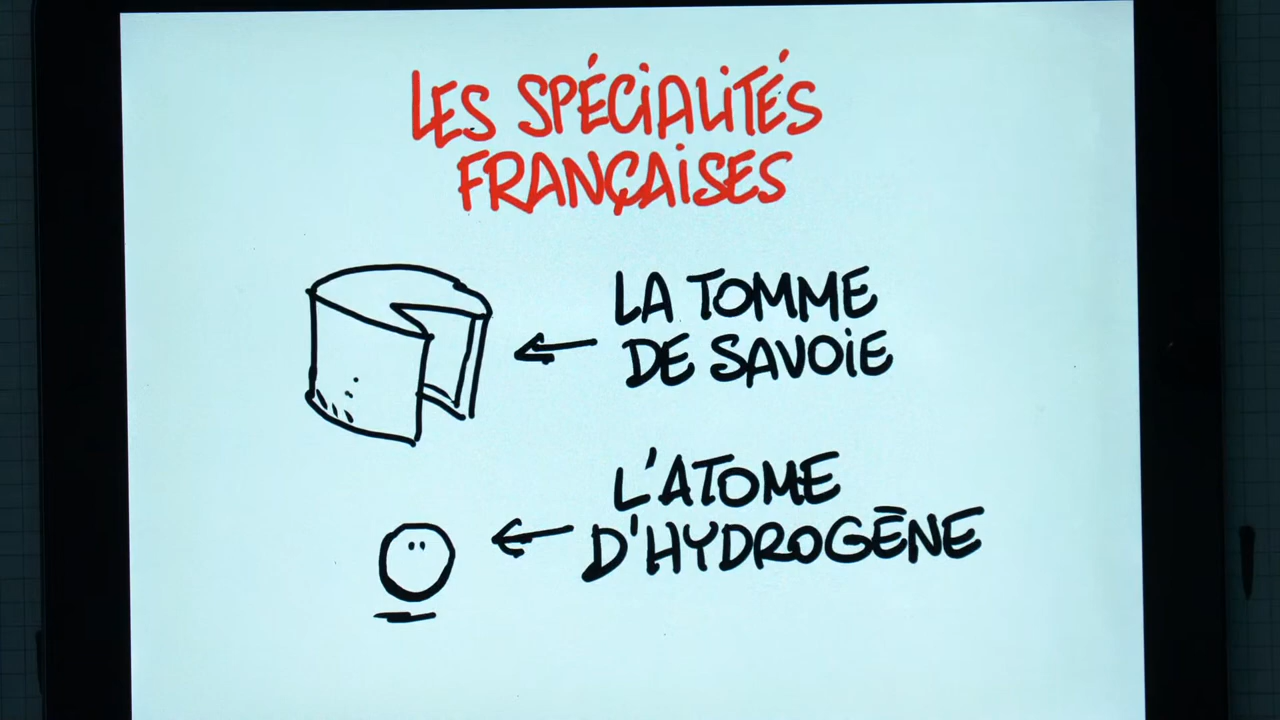 LES SPÉCIALITÉS
FRANÇAISES
LA TOMME
DE SAVOIE
L'ATOME
D'HYDROGÈNE